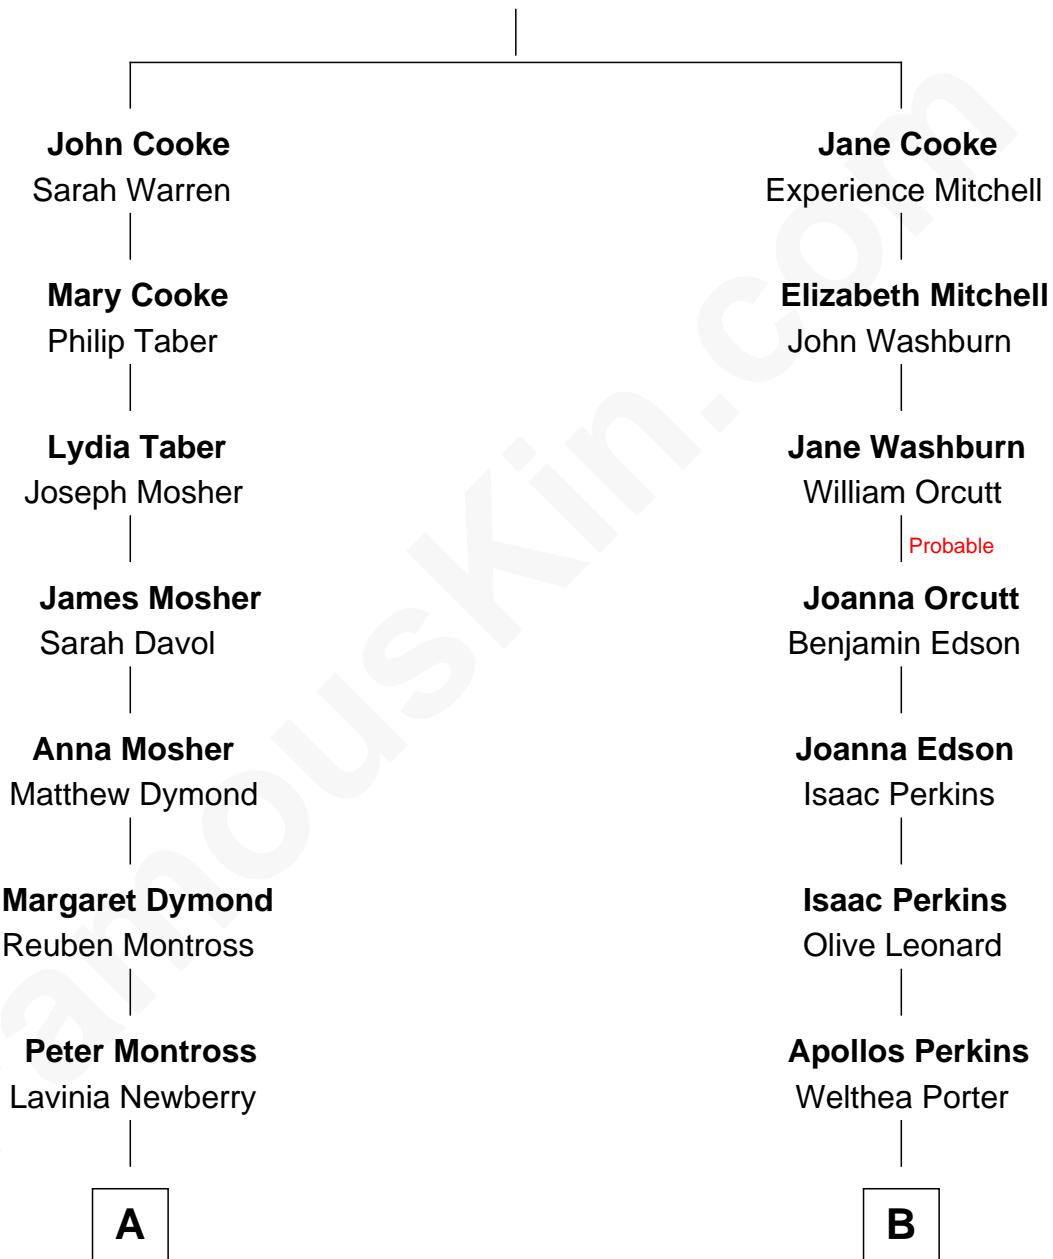 John Cooke
Sarah Warren
Jane Cooke
Experience Mitchell
Mary Cooke
Philip Taber
Elizabeth Mitchell
John Washburn
Lydia Taber
Joseph Mosher
Jane Washburn
William Orcutt
Probable
James Mosher
Sarah Davol
Joanna Orcutt
Benjamin Edson
Anna Mosher
Matthew Dymond
Joanna Edson
Isaac Perkins
Margaret Dymond
Reuben Montross
Isaac Perkins
Olive Leonard
Peter Montross
Lavinia Newberry
Apollos Perkins
Welthea Porter
A
B
amouskin.com